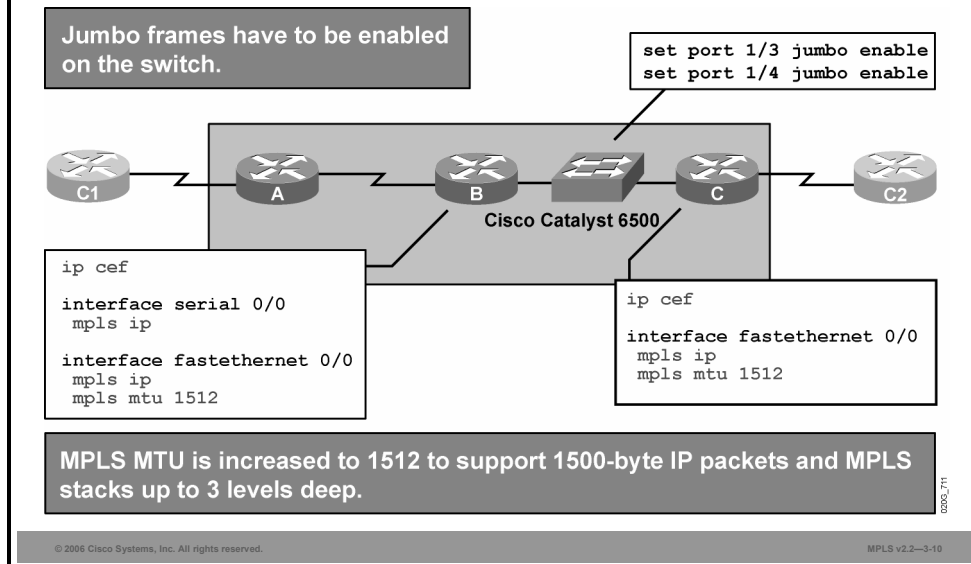 Jumbo frames have to be enabled
on the switch.
set port 1/3 jumbo enable
set port 1/4 jumbo enable
C1
A
B
C
C2
Cisco Catalyst 6500
ip cef
interface serial 0/0
mpls ip
interface fastethernet 0/0
mpls ip
mpls mtu 1512
ip cef
interface fastethernet 0/0
mpls ip
mpls mtu 1512
MPLS MTU is increased to 1512 to support 1500-byte IP packets and MPLS
stacks up to 3 levels deep.
020G_711
© 2006 Cisco Systems, Inc. All rights reserved.
MPLS v2.2—3-10